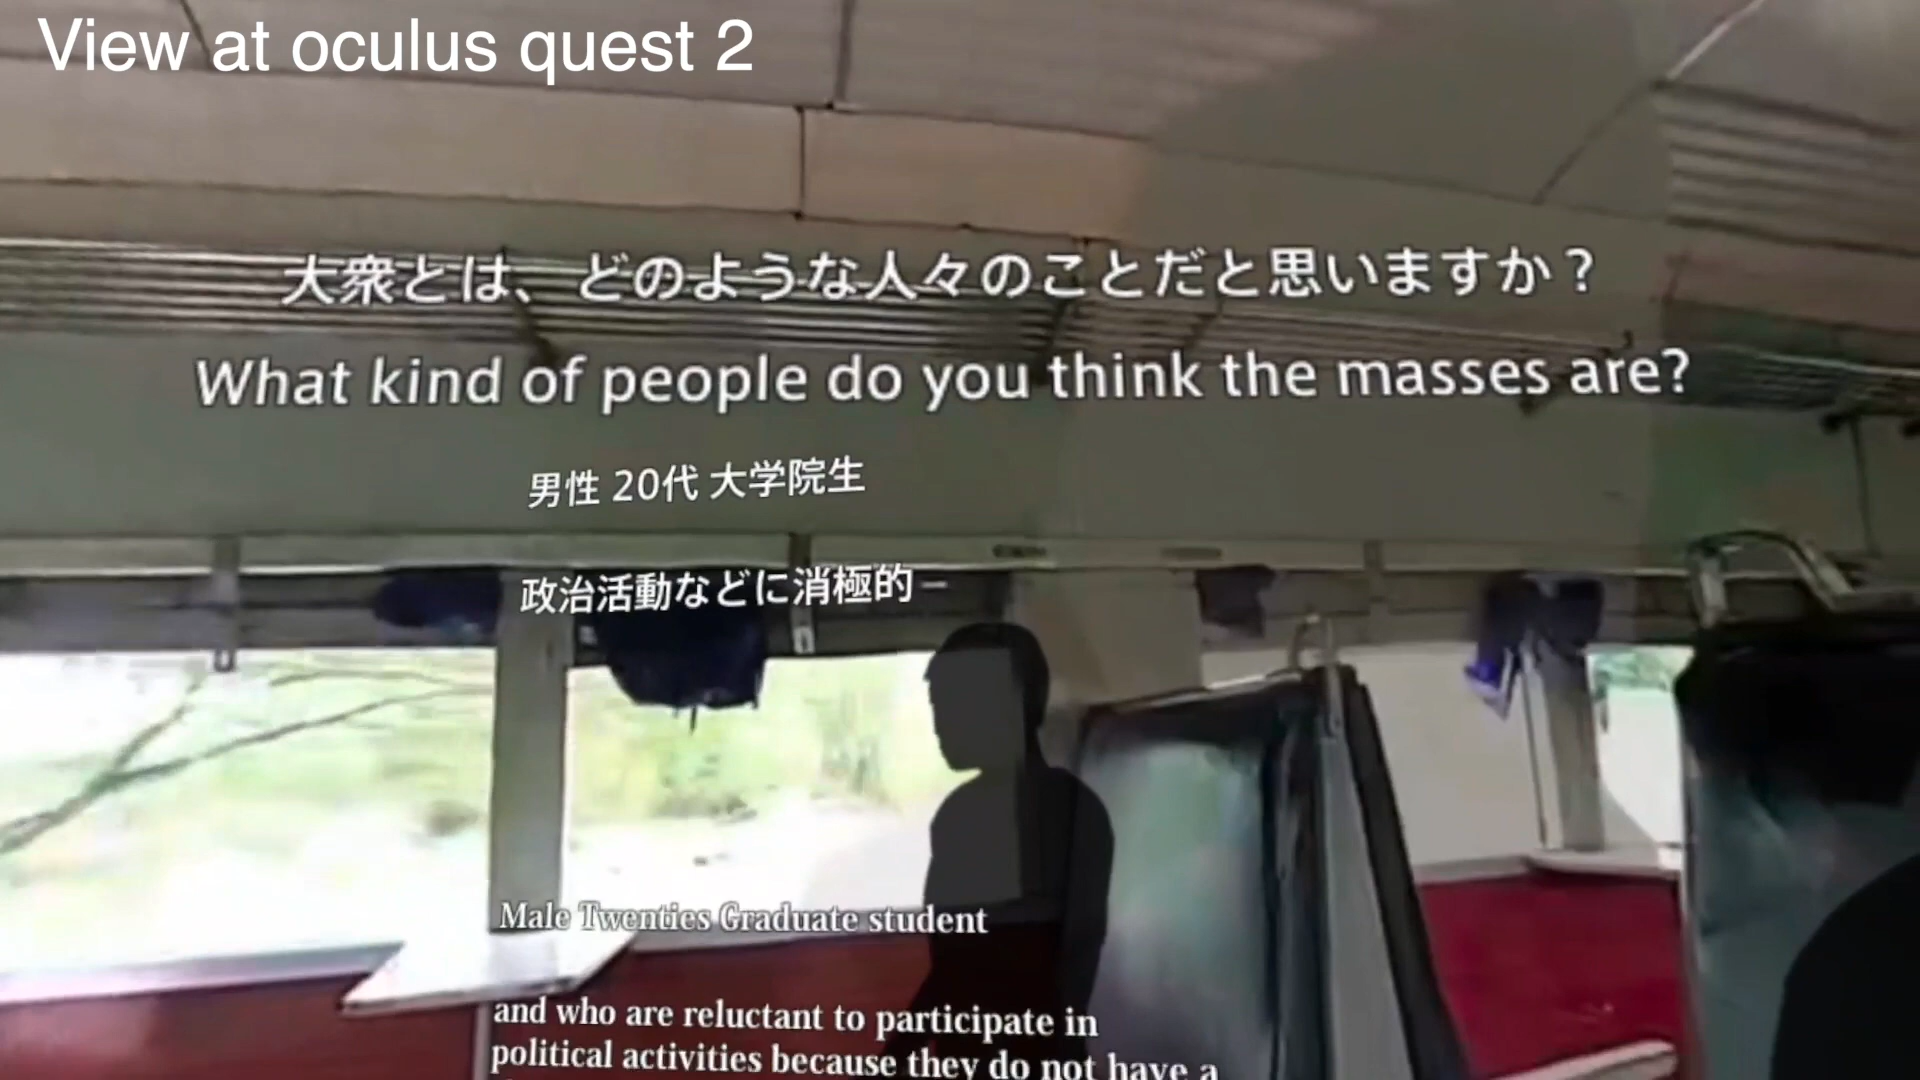 View at oculus quest 2
大衆とは、どのような人々のことだと思いますか？
What kind of people do you think the masses are?
男性 20代 大学院生
政治活動などに消極的－
Male Twenties Graduate student
and who are reluctant to participate in
political activities because they do not have a